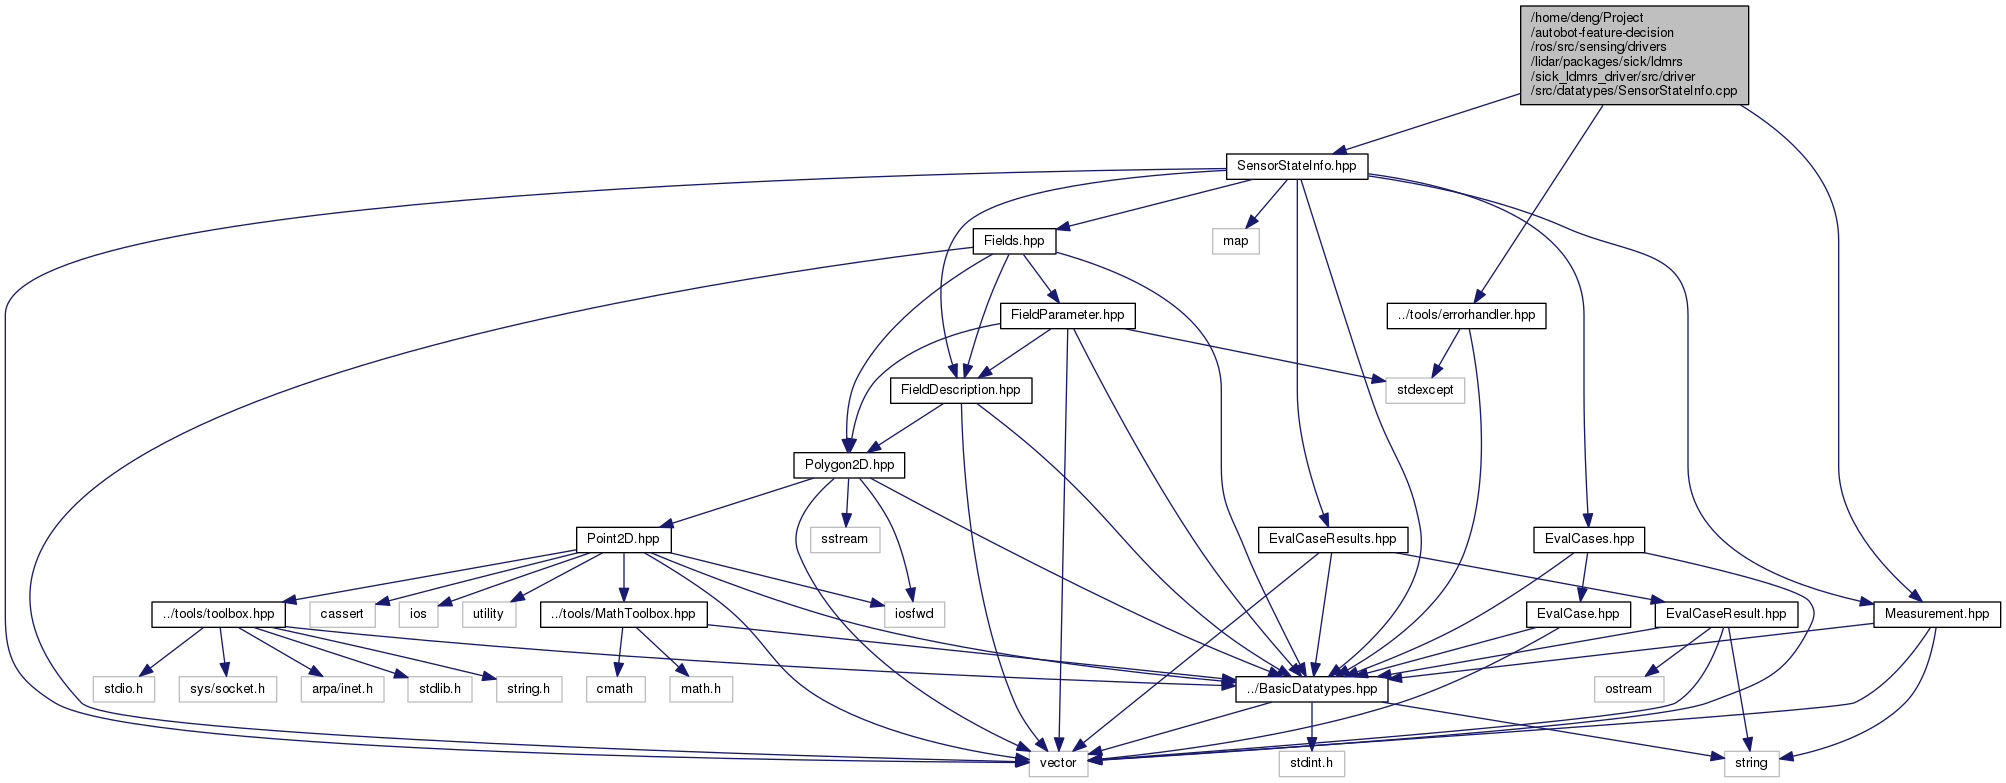 /home/deng/Project
/autobot-feature-decision
/ros/src/sensing/drivers
/lidar/packages/sick/ldmrs
/sick_ldmrs_driver/src/driver
/src/datatypes/SensorStateInfo.cpp
SensorStateInfo.hpp
Fields.hpp
map
FieldParameter.hpp
../tools/errorhandler.hpp
FieldDescription.hpp
stdexcept
Polygon2D.hpp
Point2D.hpp
sstream
EvalCaseResults.hpp
EvalCases.hpp
../tools/toolbox.hpp
cassert
ios
utility
../tools/MathToolbox.hpp
iosfwd
EvalCase.hpp
EvalCaseResult.hpp
Measurement.hpp
stdio.h
sys/socket.h
arpa/inet.h
stdlib.h
string.h
cmath
math.h
../BasicDatatypes.hpp
ostream
vector
stdint.h
string